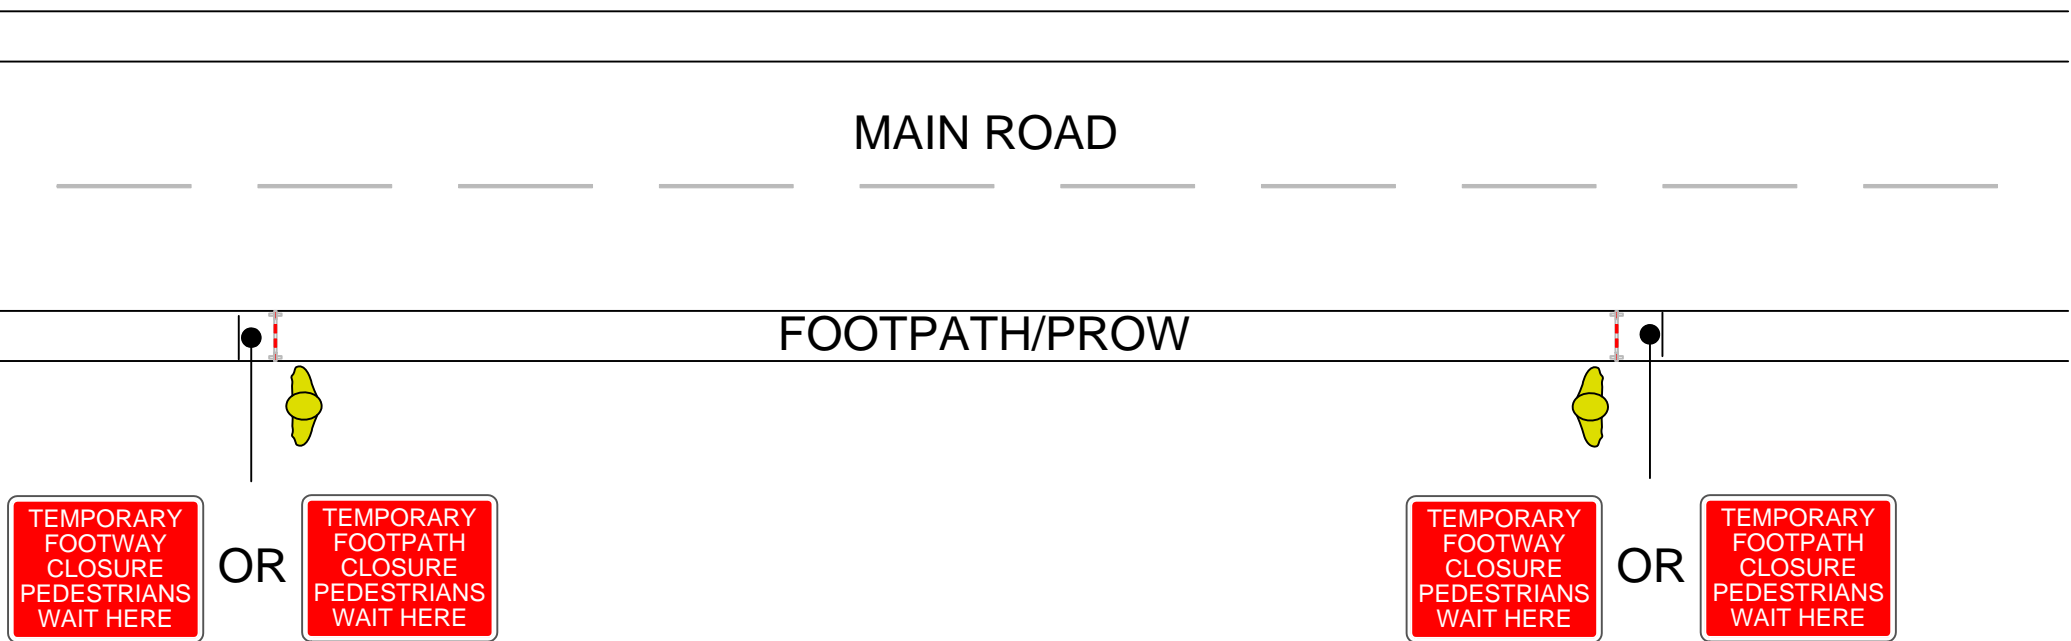 MAIN ROAD
FOOTPATH/PROW
TEMPORARY
FOOTWAY
CLOSURE
PEDESTRIANS
WAIT HERE
OR
TEMPORARY
FOOTPATH
CLOSURE
PEDESTRIANS
WAIT HERE
TEMPORARY
FOOTWAY
CLOSURE
PEDESTRIANS
WAIT HERE
OR
TEMPORARY
FOOTPATH
CLOSURE
PEDESTRIANS
WAIT HERE